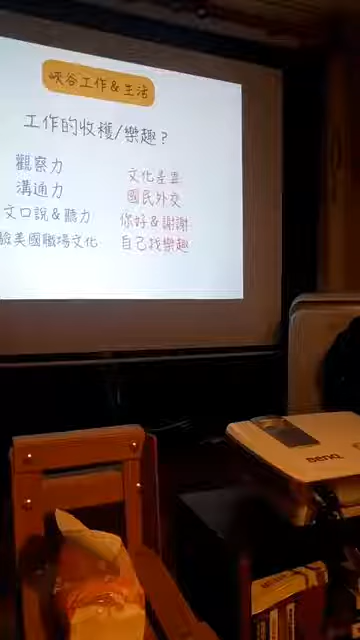 峽谷工作&生活
工作的收穫/樂趣？
觀察力
溝通力
文口說&聽力
驗美國職場文化
文化差異
國民外交
你好&謝謝
自己找樂趣
BenQ